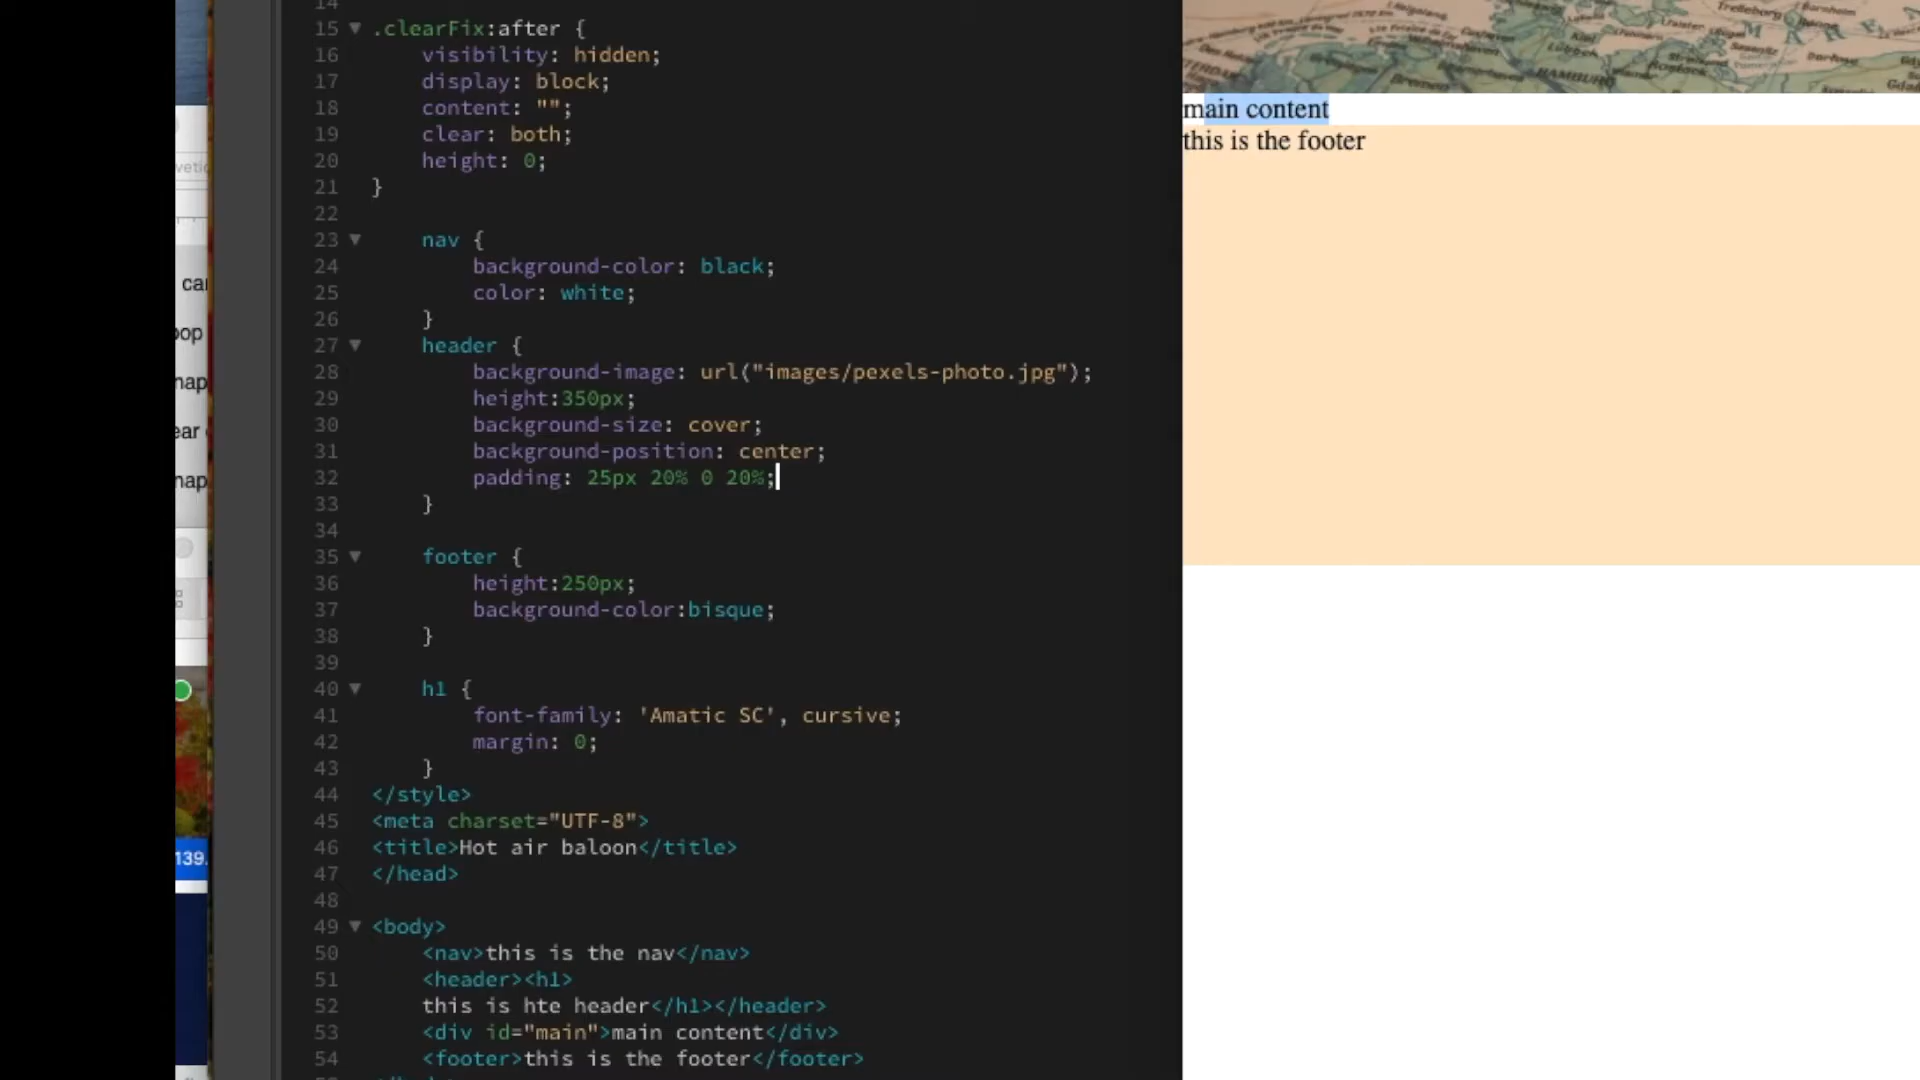 14
15 .clearFix:after {
16 visibility: hidden;
17 display: block;
18 content: "";
19 clear: both;
20 height: 0;
21 }
22
23 nav {
24 background-color: black;
25 color: white;
26 }
27 header {
28 background-image: url("images/pexels-photo.jpg");
29 height:350px;
30 background-size: cover;
31 background-position: center;
32 padding: 25px 20% 0 20%;
33 }
34
35 footer {
36 height:250px;
37 background-color:bisque;
38 }
39
40 h1 {
41 font-family: 'Amatic SC', cursive;
42 margin: 0;
43 }
44 </style>
45 <meta charset="UTF-8">
46 <title>Hot air baloon</title>
47 </head>
48
49 <body>
50 <nav>this is the nav</nav>
51 <header><h1>
52 this is hte header</h1></header>
53 <div id="main">main content</div>
54 <footer>this is the footer</footer>
HAMBURG
main content
this is the footer
139.